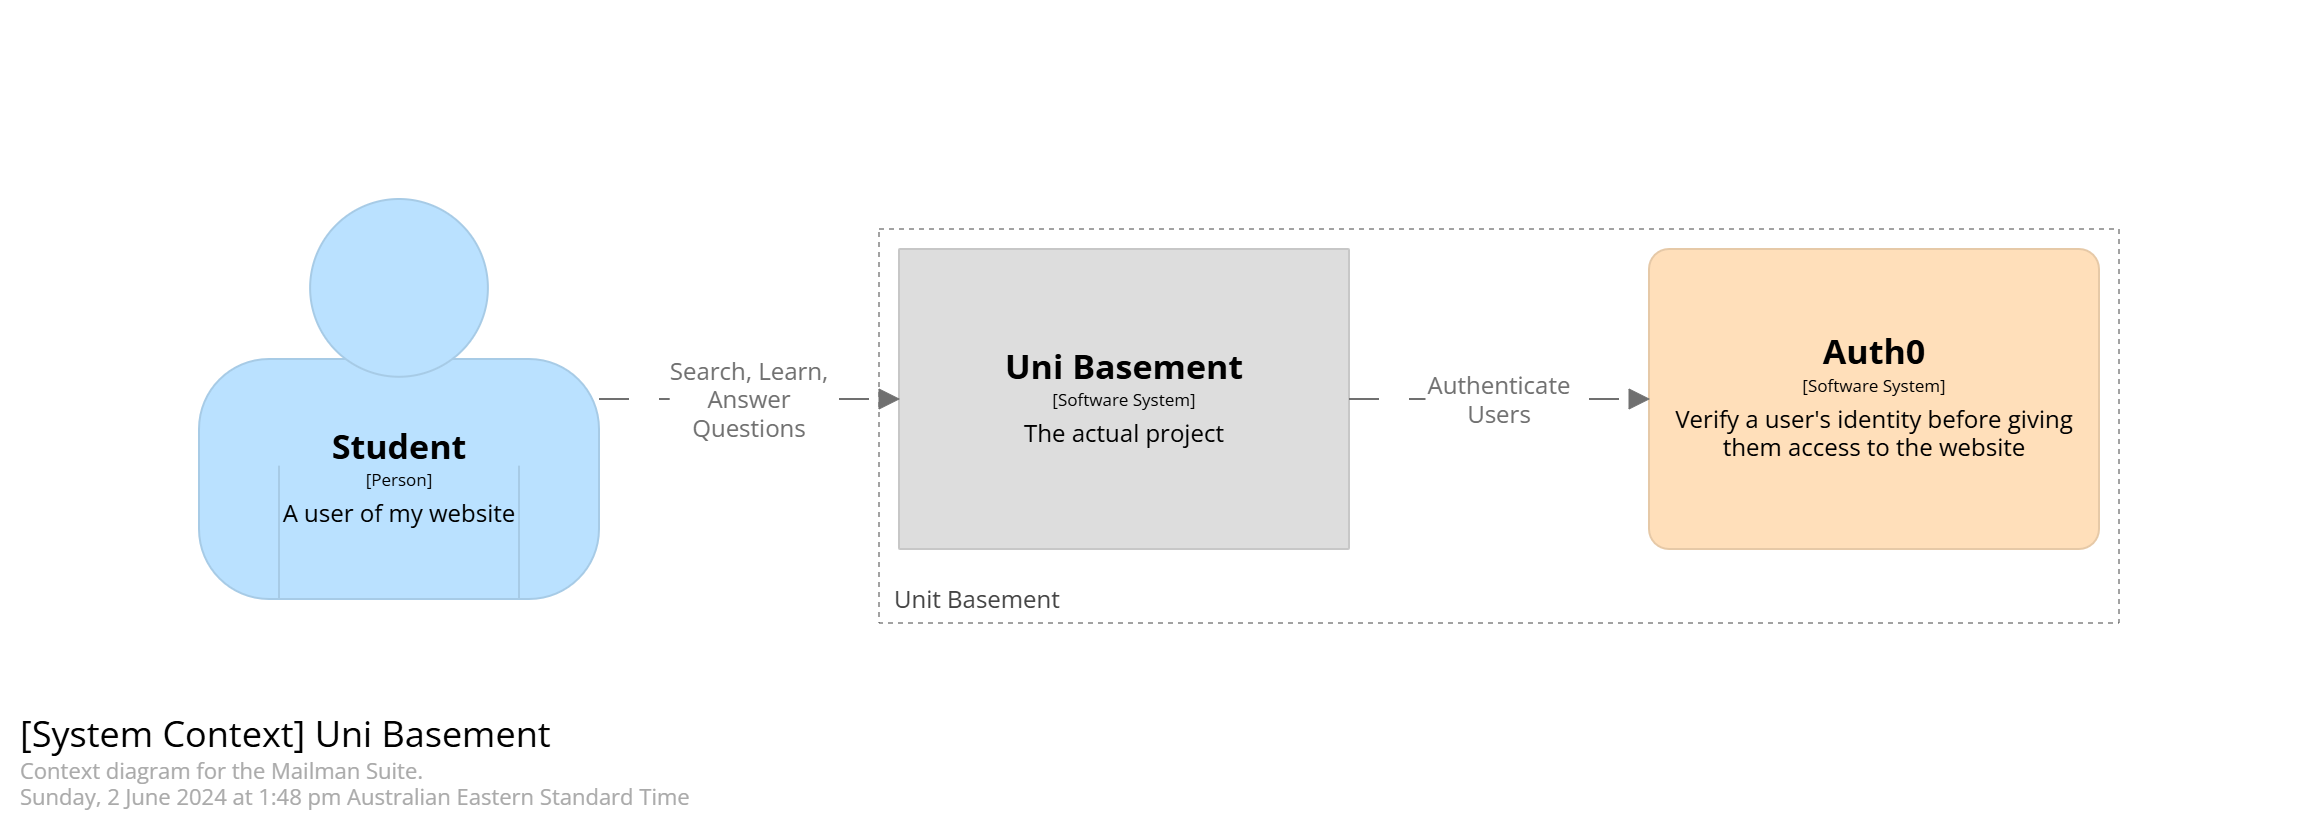 Student
[Person]
A user of my website
Search, Learn,
Answer
Questions
Uni Basement
[Software System]
The actual project
Authenticate
Users
Auth0
[Software System]
Verify a user's identity before giving
them access to the website
Unit Basement
[System Context] Uni Basement
Context diagram for the Mailman Suite.
Sunday, 2 June 2024 at 1:48 pm Australian Eastern Standard Time